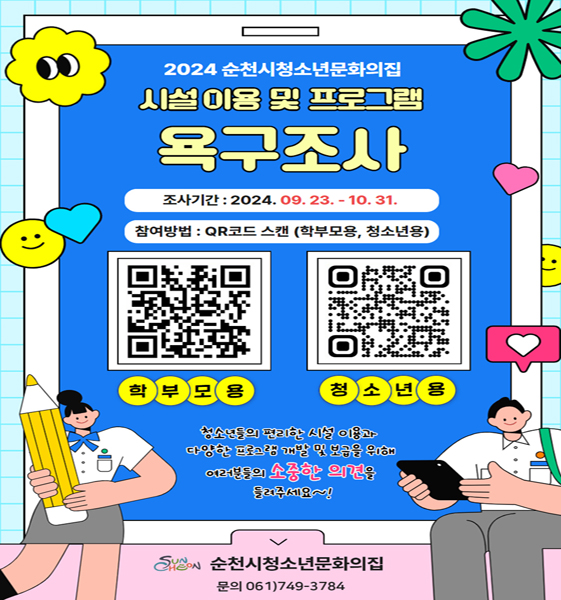 2024 순천시청소년문화의집
시설 이용 및 프로그램
욕구조사
조사기간 : 2024. 09. 23. - 10. 31.
참여방법 : QR코드 스캔 (학부모용, 청소년용)
학부모용
청소년용
청소년들의 편리한 시설 이용과
다양한 프로그램 개발 및 보급을 위해
여러분들의 소중한 의견을
들려주세요~!
SUNCHEON 순천시청소년문화의집
문의 061)749-3784